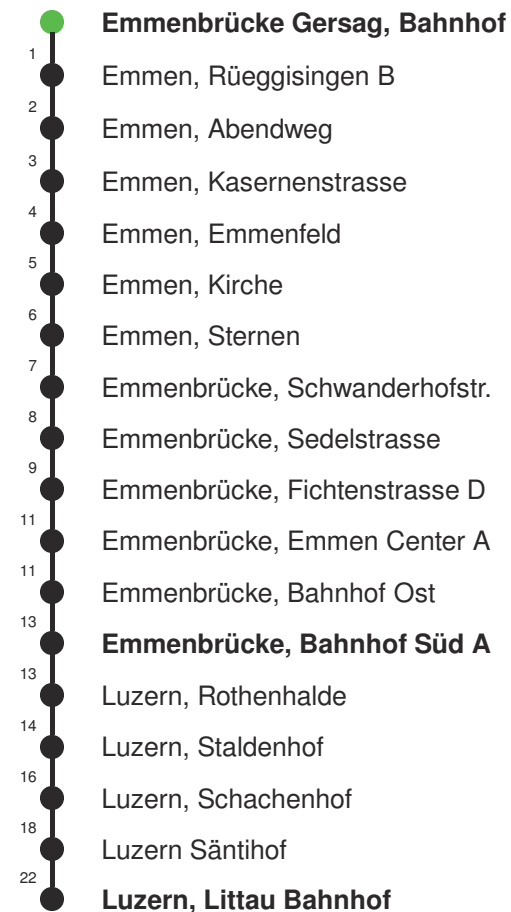 Emmenbrücke Gersag, Bahnhof
1
Emmen, Rüeggisingen B
2
Emmen, Abendweg
3
Emmen, Kasernenstrasse
4
Emmen, Emmenfeld
5
Emmen, Kirche
6
Emmen, Sternen
7
Emmenbrücke, Schwanderhofstr.
8
Emmenbrücke, Sedelstrasse
9
Emmenbrücke, Fichtenstrasse D
11
Emmenbrücke, Emmen Center A
11
Emmenbrücke, Bahnhof Ost
13
Emmenbrücke, Bahnhof Süd A
13
Luzern, Rothenhalde
14
Luzern, Staldenhof
16
Luzern, Schachenhof
18
Luzern Säntihof
22
Luzern, Littau Bahnhof